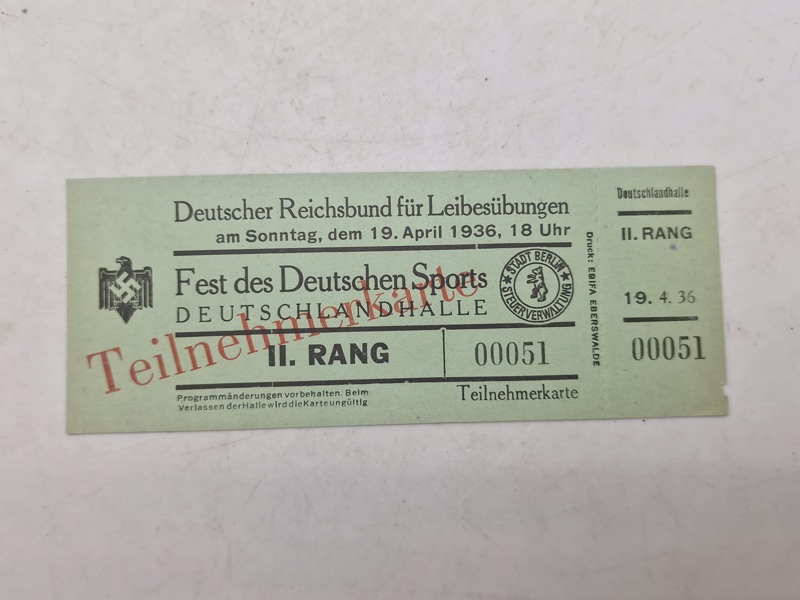 Deutscher Reichsbund für Leibesübungen
am Sonntag, dem 19. April 1936, 18 Uhr
Fest des Deutschen Sports
DEUTSCHLANDHALLE
STADT BERLIN
STEUERVERWALTUNG
Teilnehmerkarte
II. RANG
00051
Programmänderungen vorbehalten. Beim
Verlassen der Halle wird die Karte ungültig
Teilnehmerkarte
Druck: EBIFA EBERSWALDE
Deutschlandhalle
II. RANG
19. 4. 36
00051